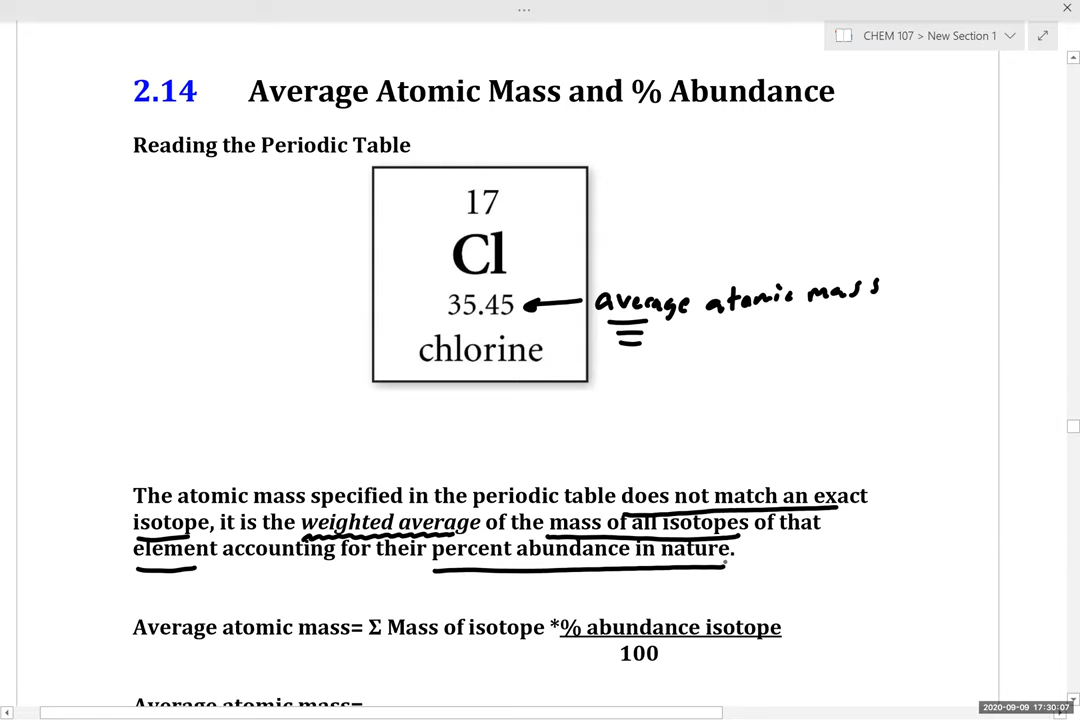 ...
CHEM 107 > New Section 1
2.14 Average Atomic Mass and % Abundance
Reading the Periodic Table
17
Cl
35.45
average atomic mass
chlorine
The atomic mass specified in the periodic table does not match an exact
isotope, it is the weighted average of the mass of all isotopes of that
element accounting for their percent abundance in nature.
Average atomic mass= Σ Mass of isotope *% abundance isotope
100
Average atomic mass=
2020-09-09 17:30:07